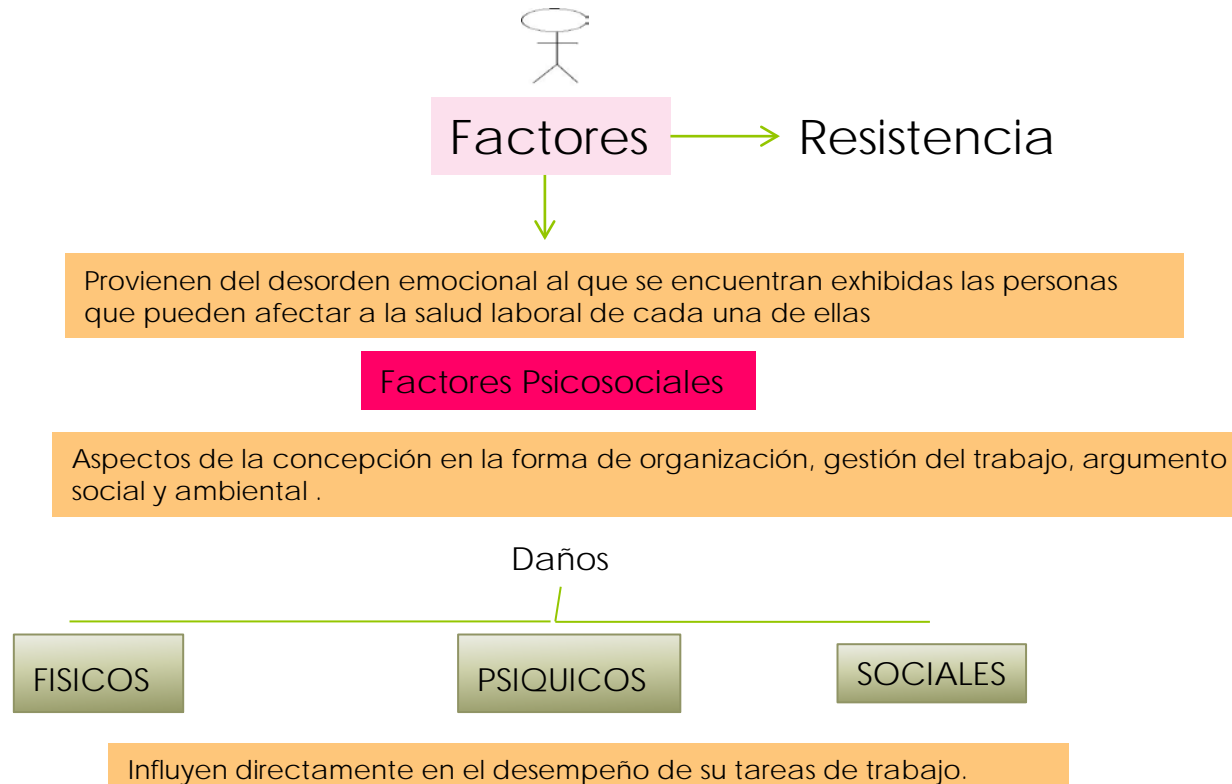 Factores
Resistencia
Provienen del desorden emocional al que se encuentran exhibidas las personas
que pueden afectar a la salud laboral de cada una de ellas
Factores Psicosociales
Aspectos de la concepción en la forma de organización, gestión del trabajo, argumento
social y ambiental .
Daños
FISICOS
PSIQUICOS
SOCIALES
Influyen directamente en el desempeño de su tareas de trabajo.